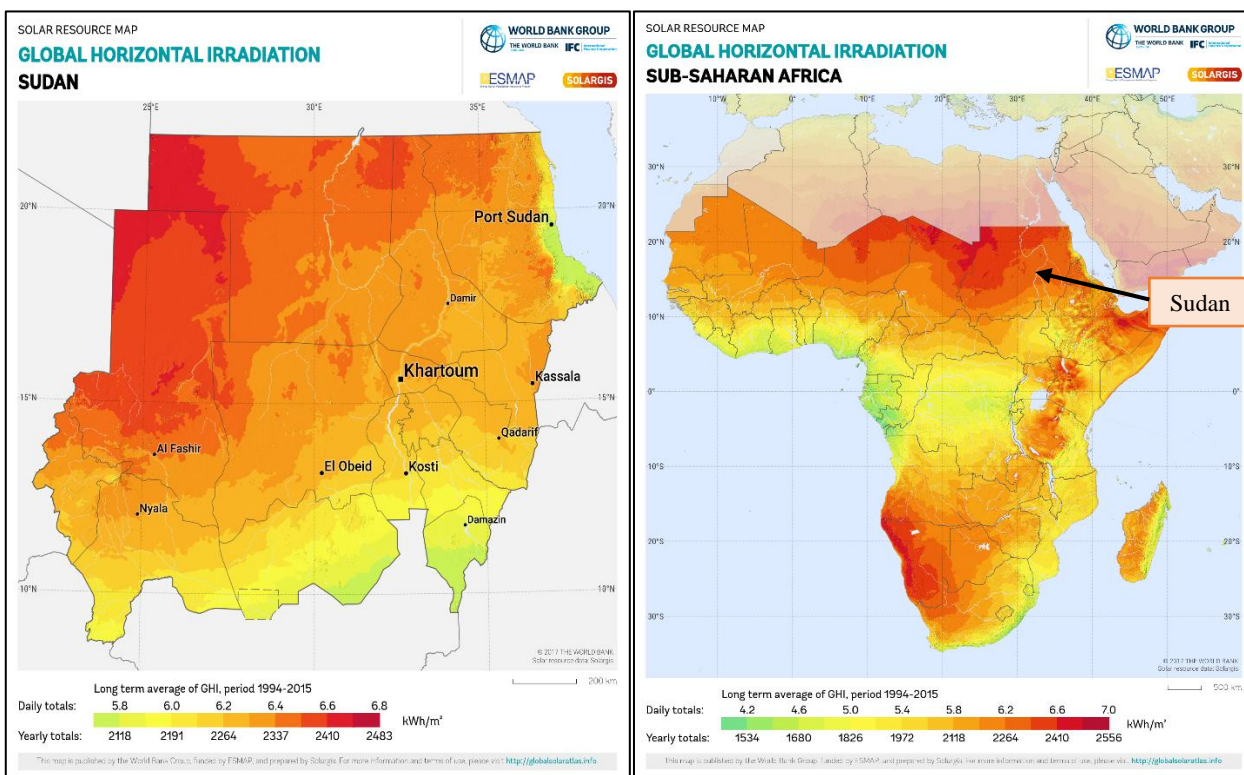 SOLAR RESOURCE MAP
GLOBAL HORIZONTAL IRRADIATION
SUDAN
WORLD BANK GROUP
THE WORLD BANK IFC
ESMAP
SOLARGIS
25°E 30°E 35°E
20°N 20°N
Port Sudan
Damir
Khartoum
Kassala
15°N 15°N
Qadarif
Al Fashir
El Obeid
Kosti
Nyala
Damazin
10°N 10°N
© 2017 THE WORLD BANK
Solar resource data: Solargis
200 km
Long term average of GHI, period 1994-2015
Daily totals: 5.8 6.0 6.2 6.4 6.6 6.8
kWh/m²
Yearly totals: 2118 2191 2264 2337 2410 2483
This map is published by the World Bank Group, funded by ESMAP, and prepared by Solargis. For more information and terms of use, please visit http://globalsolaratlas.info
SOLAR RESOURCE MAP
GLOBAL HORIZONTAL IRRADIATION
SUB-SAHARAN AFRICA
WORLD BANK GROUP
THE WORLD BANK IFC
ESMAP
SOLARGIS
10°W 0° 10°E 20°E 30°E 40°E 50°E
30°N 30°N
20°N 20°N
Sudan
10°N
0° 0°
10°S 10°S
20°S 20°S
30°S 30°S
© 2017 THE WORLD BANK
Solar resource data: Solargis
500 km
Long term average of GHI, period 1994-2015
Daily totals: 4.2 4.6 5.0 5.4 5.8 6.2 6.6 7.0
kWh/m²
Yearly totals: 1534 1680 1826 1972 2118 2264 2410 2556
This map is published by the World Bank Group, funded by ESMAP, and prepared by Solargis. For more information and terms of use, please visit http://globalsolaratlas.info